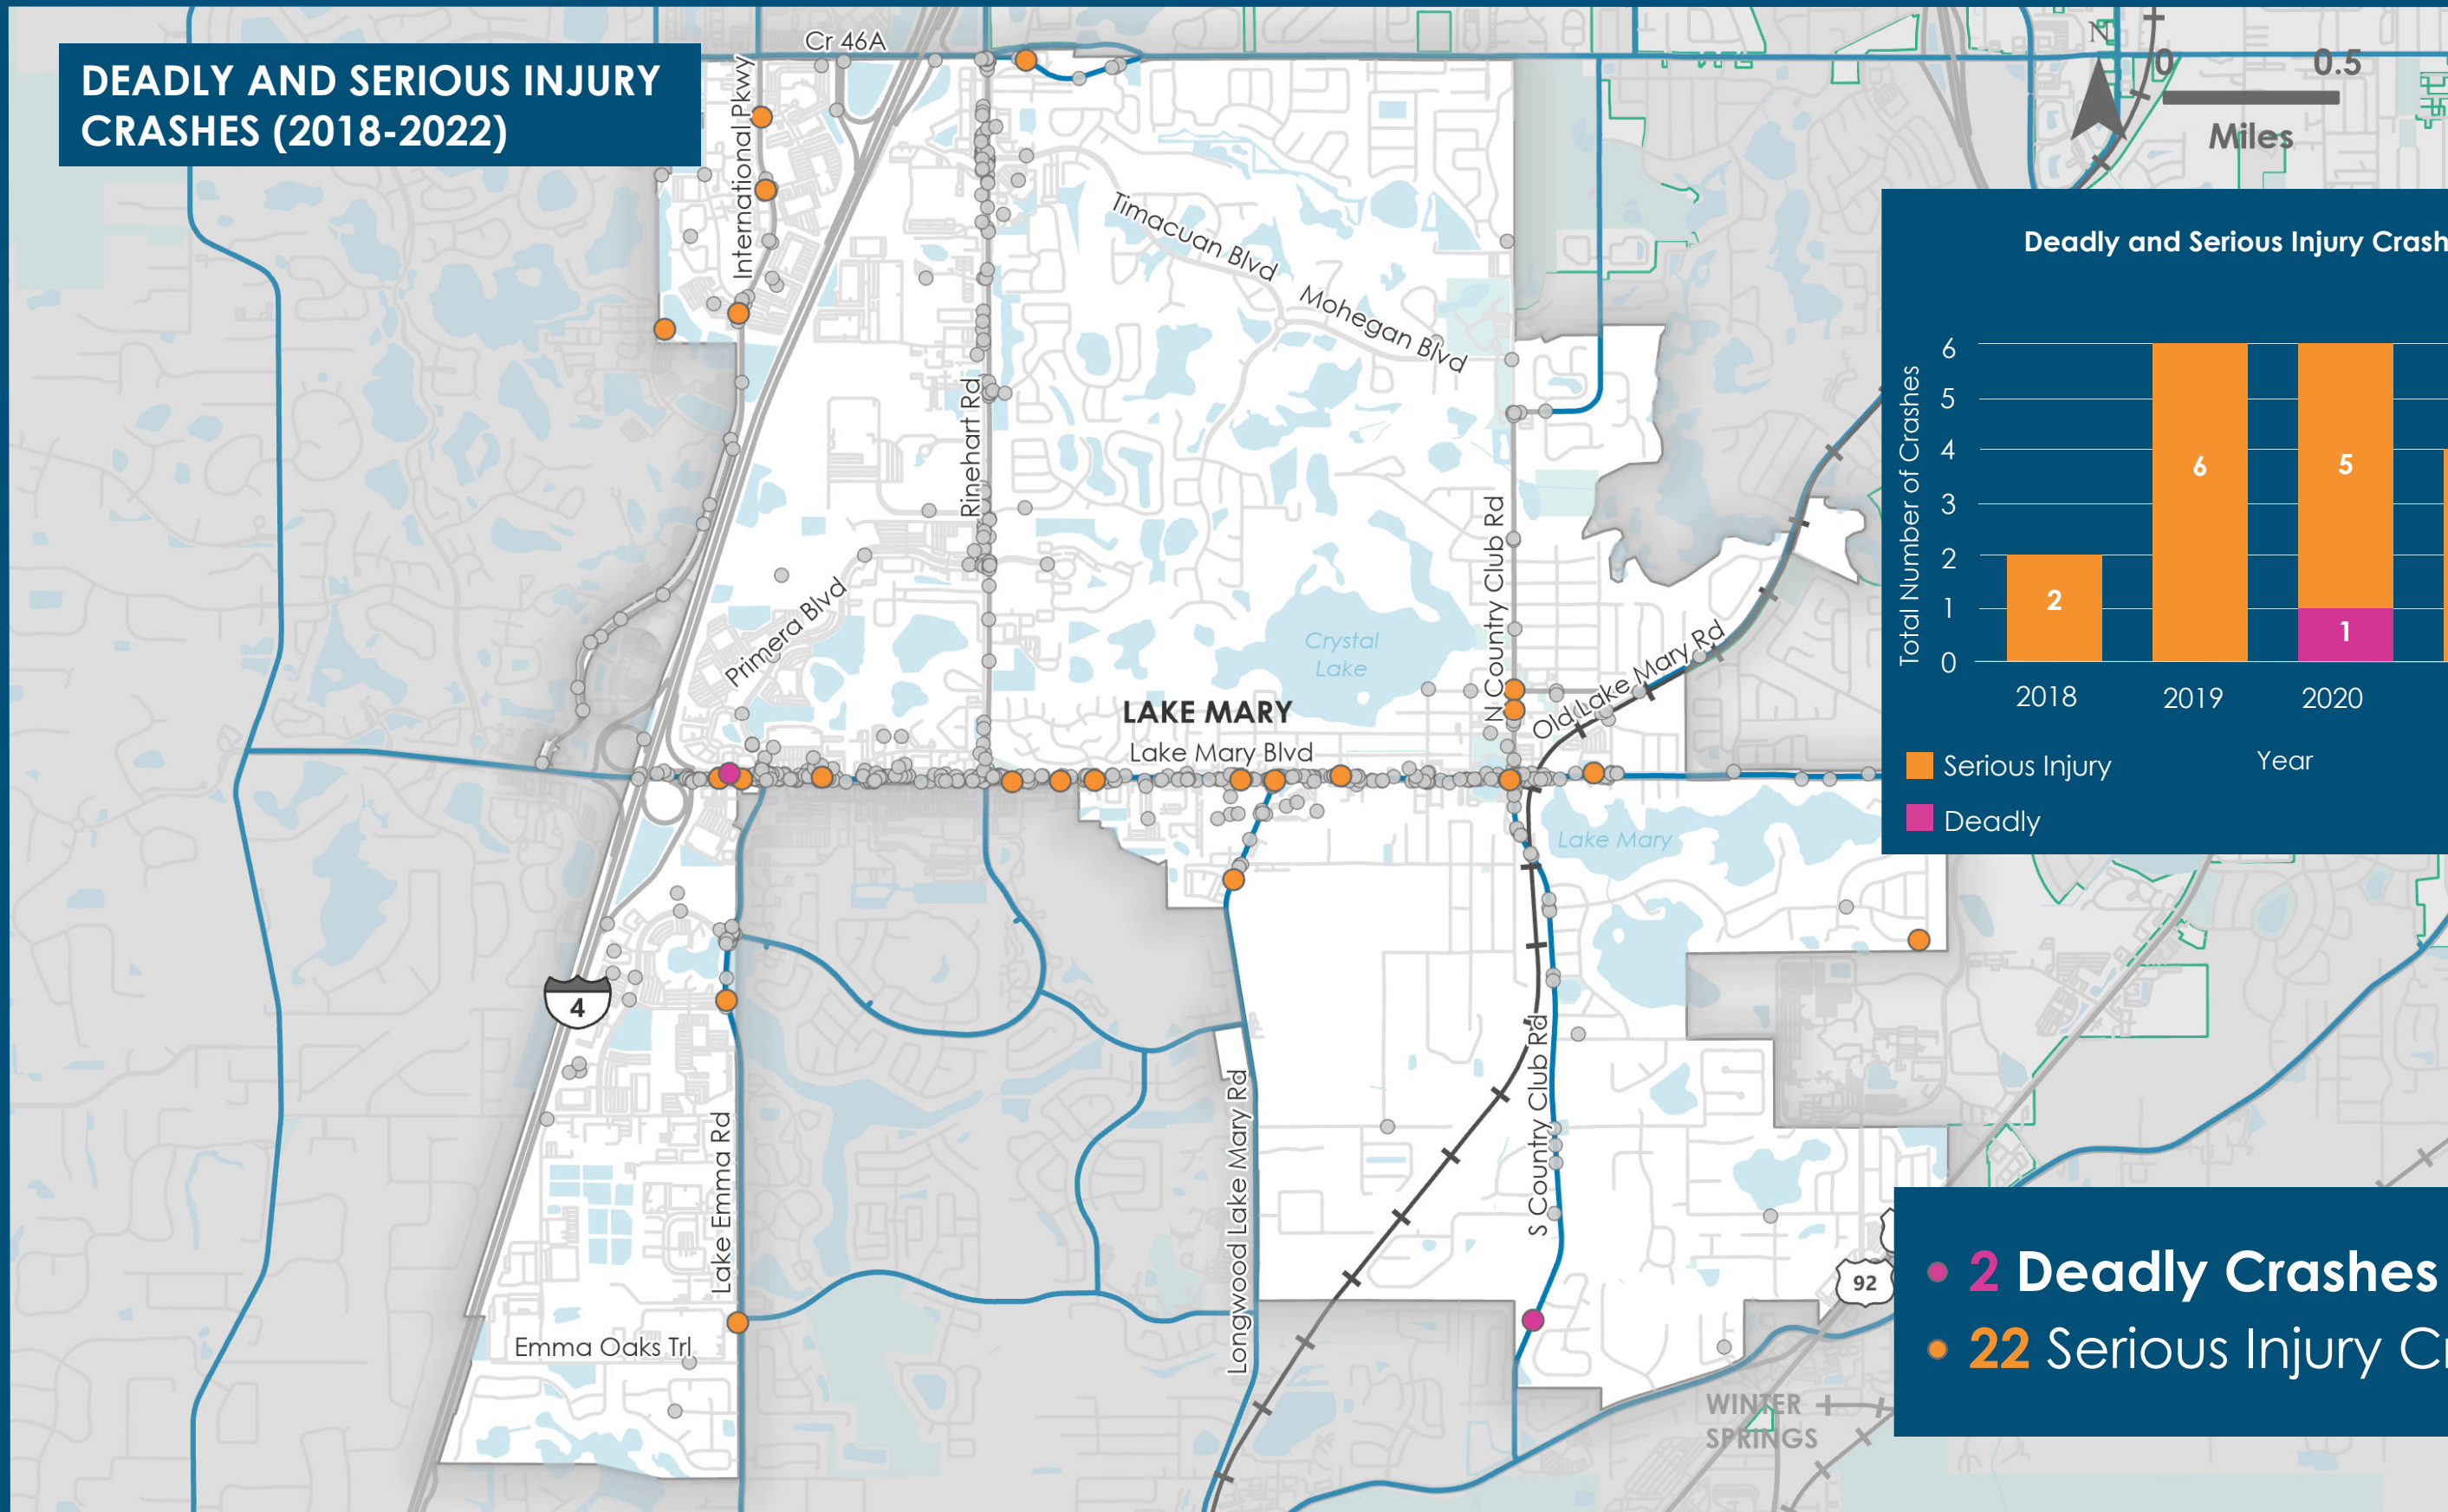 DEADLY AND SERIOUS INJURY
CRASHES (2018-2022)
Cr 46A
International Pkwy
N
0
0.5
Miles
Timacuan Blvd
Mohegan Blvd
Rinehart Rd
N Country Club Rd
Primera Blvd
Crystal
Lake
Old Lake Mary Rd
LAKE MARY
Lake Mary Blvd
Lake Mary
4
Lake Emma Rd
Longwood Lake Mary Rd
S Country Club Rd
Emma Oaks Trl
92
WINTER
SPRINGS
Deadly and Serious Injury Crash
Total Number of Crashes
6
5
4
3
2
1
0
2
6
5
1
2018
2019
2020
Year
Serious Injury
Deadly
2 Deadly Crashes
22 Serious Injury Cr